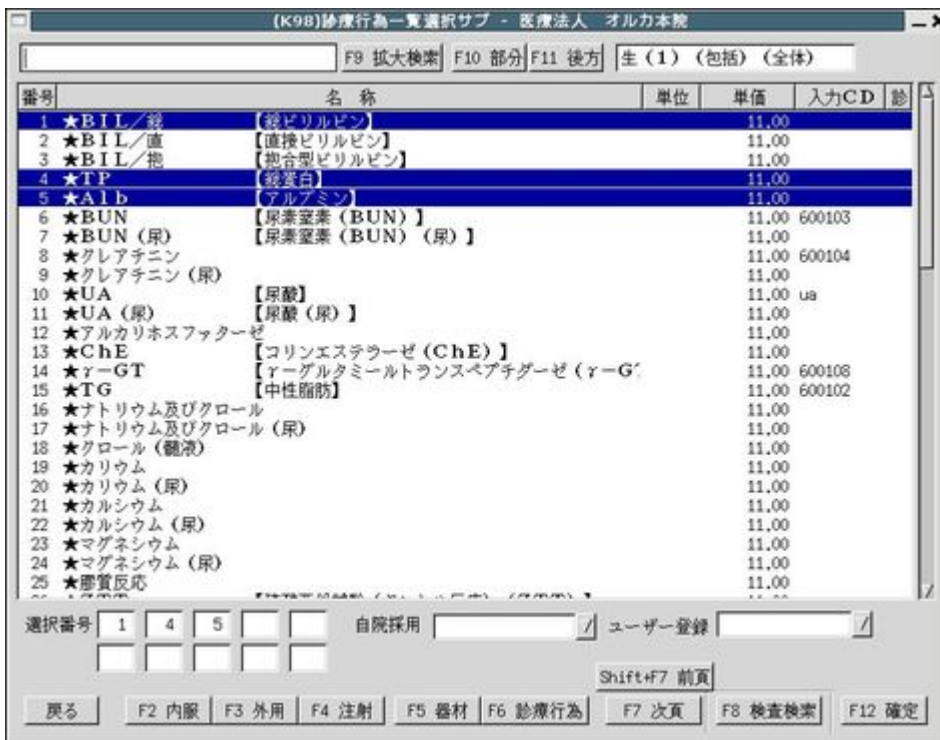 (K98)診療行為一覧選択サブ - 医療法人 オルカ本院
F9 拡大検索 F10 部分 F11 後方 生(1) (包括) (全体)
番号 名 称 単位 単価 入力CD 診
1 ★BIL/総 【総ビリルビン】 11.00
2 ★BIL/直 【直接ビリルビン】 11.00
3 ★BIL/抱 【抱合型ビリルビン】 11.00
4 ★TP 【総蛋白】 11.00
5 ★Alb 【アルブミン】 11.00
6 ★BUN 【尿素窒素(BUN)】 11.00 600103
7 ★BUN(尿) 【尿素窒素(BUN)(尿)】 11.00
8 ★クレアチニン 11.00 600104
9 ★クレアチニン(尿) 11.00
10 ★UA 【尿酸】 11.00 ua
11 ★UA(尿) 【尿酸(尿)】 11.00
12 ★アルカリホスファターゼ 11.00
13 ★ChE 【コリンエステラーゼ(ChE)】 11.00
14 ★γ-GT 【γ-グルタミールトランスペプチダーゼ(γ-G 11.00 600108
15 ★TG 【中性脂肪】 11.00 600102
16 ★ナトリウム及びクロール 11.00
17 ★ナトリウム及びクロール(尿) 11.00
18 ★クロール(髄液) 11.00
19 ★カリウム 11.00
20 ★カリウム(尿) 11.00
21 ★カルシウム 11.00
22 ★カルシウム(尿) 11.00
23 ★マグネシウム 11.00
24 ★マグネシウム(尿) 11.00
25 ★膠質反応 11.00
選択番号 1 4 5 自院採用 ユーザー登録
Shift+F7 前頁
戻る F2 内服 F3 外用 F4 注射 F5 器材 F6 診療行為 F7 次頁 F8 検査検索 F12 確定